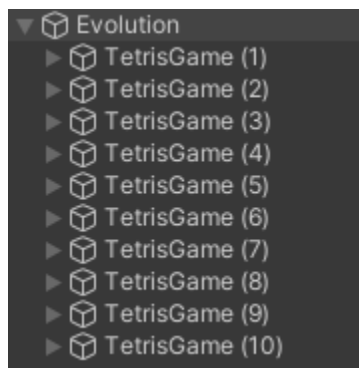 Evolution
TetrisGame (1)
TetrisGame (2)
TetrisGame (3)
TetrisGame (4)
TetrisGame (5)
TetrisGame (6)
TetrisGame (7)
TetrisGame (8)
TetrisGame (9)
TetrisGame (10)